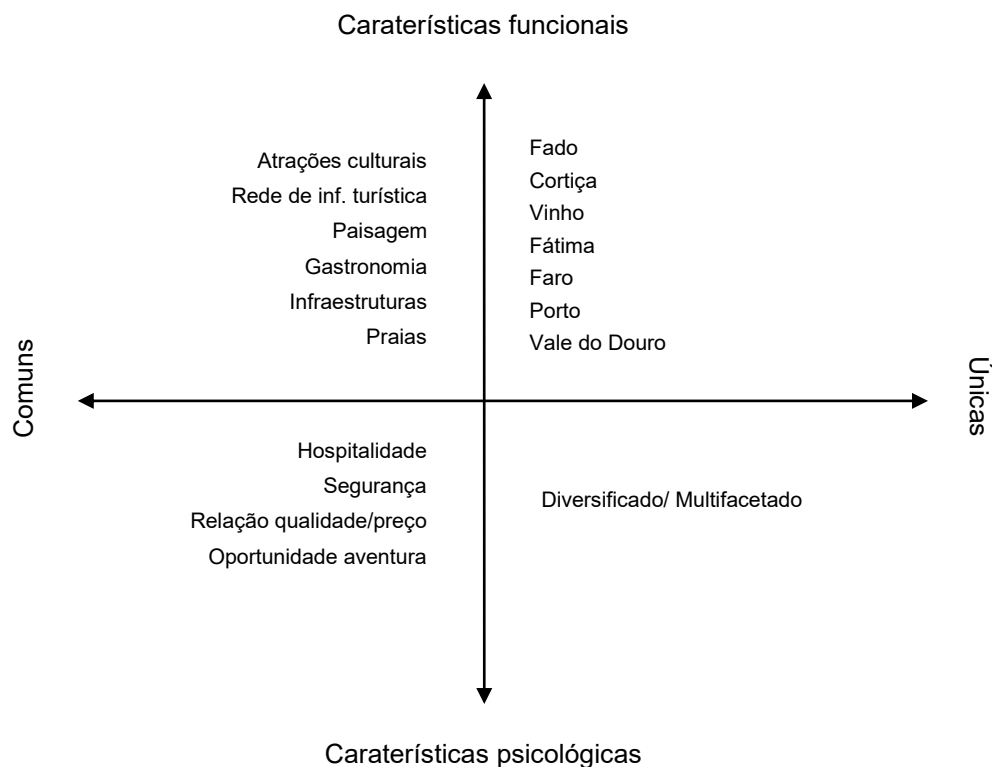 Caraterísticas funcionais
Atrações culturais
Rede de inf. turística
Paisagem
Gastronomia
Infraestruturas
Praias
Fado
Cortiça
Vinho
Fátima
Faro
Porto
Vale do Douro
Comuns
Únicas
Hospitalidade
Segurança
Relação qualidade/preço
Oportunidade aventura
Diversificado/ Multifacetado
Caraterísticas psicológicas